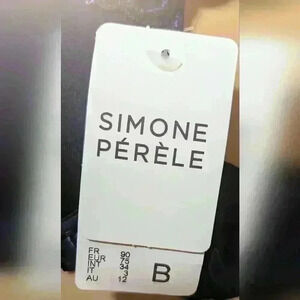 SIMONE
PÉRÈLE
FR 90
EUR 75
INT 34
IT 3
AU 12
B